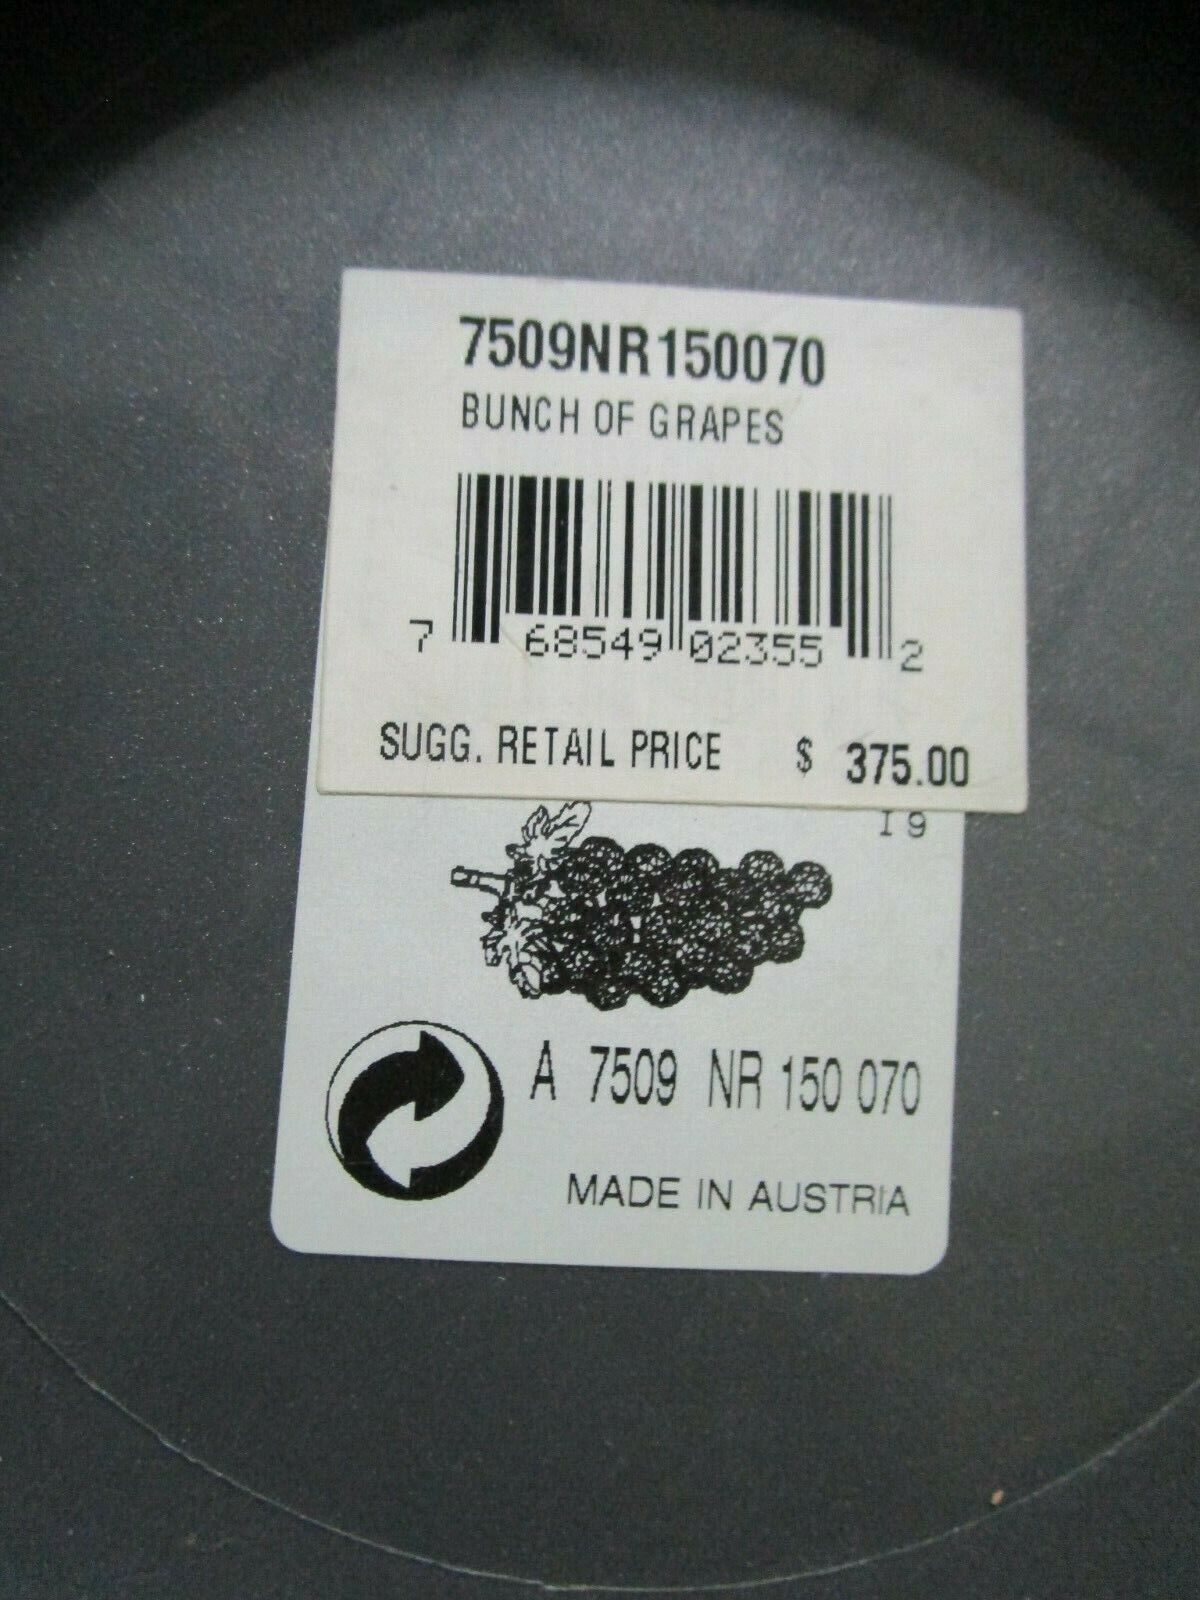 7509NR150070
BUNCH OF GRAPES
7 68549 02355 2
SUGG. RETAIL PRICE $ 375.00
I 9
A 7509 NR 150 070
MADE IN AUSTRIA